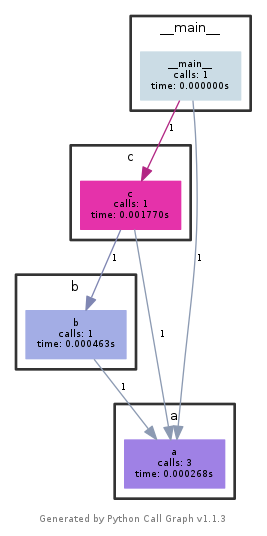 __main__
__main__
calls: 1
time: 0.000000s
1
c
c
calls: 1
time: 0.001770s
1
1
b
b
calls: 1
time: 0.000463s
1
1
a
a
calls: 3
time: 0.000268s
Generated by Python Call Graph v1.1.3